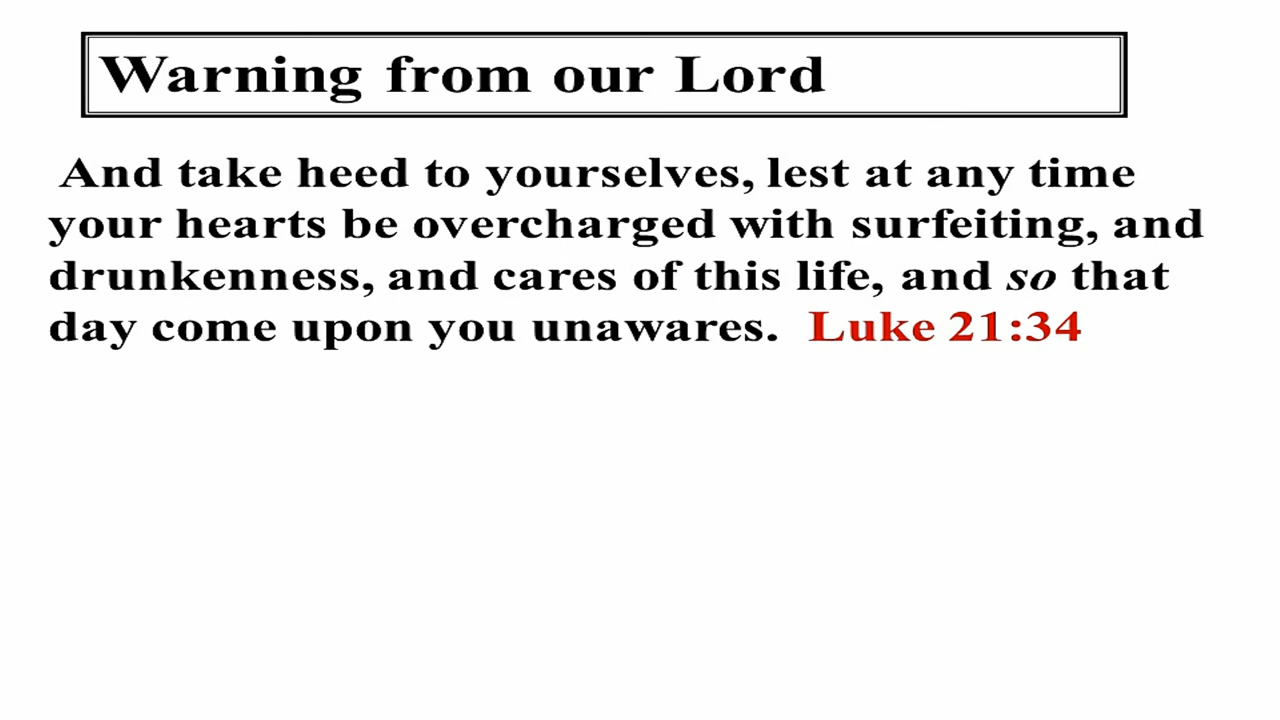 Warning from our Lord
And take heed to yourselves, lest at any time
your hearts be overcharged with surfeiting, and
drunkenness, and cares of this life, and so that
day come upon you unawares. Luke 21:34